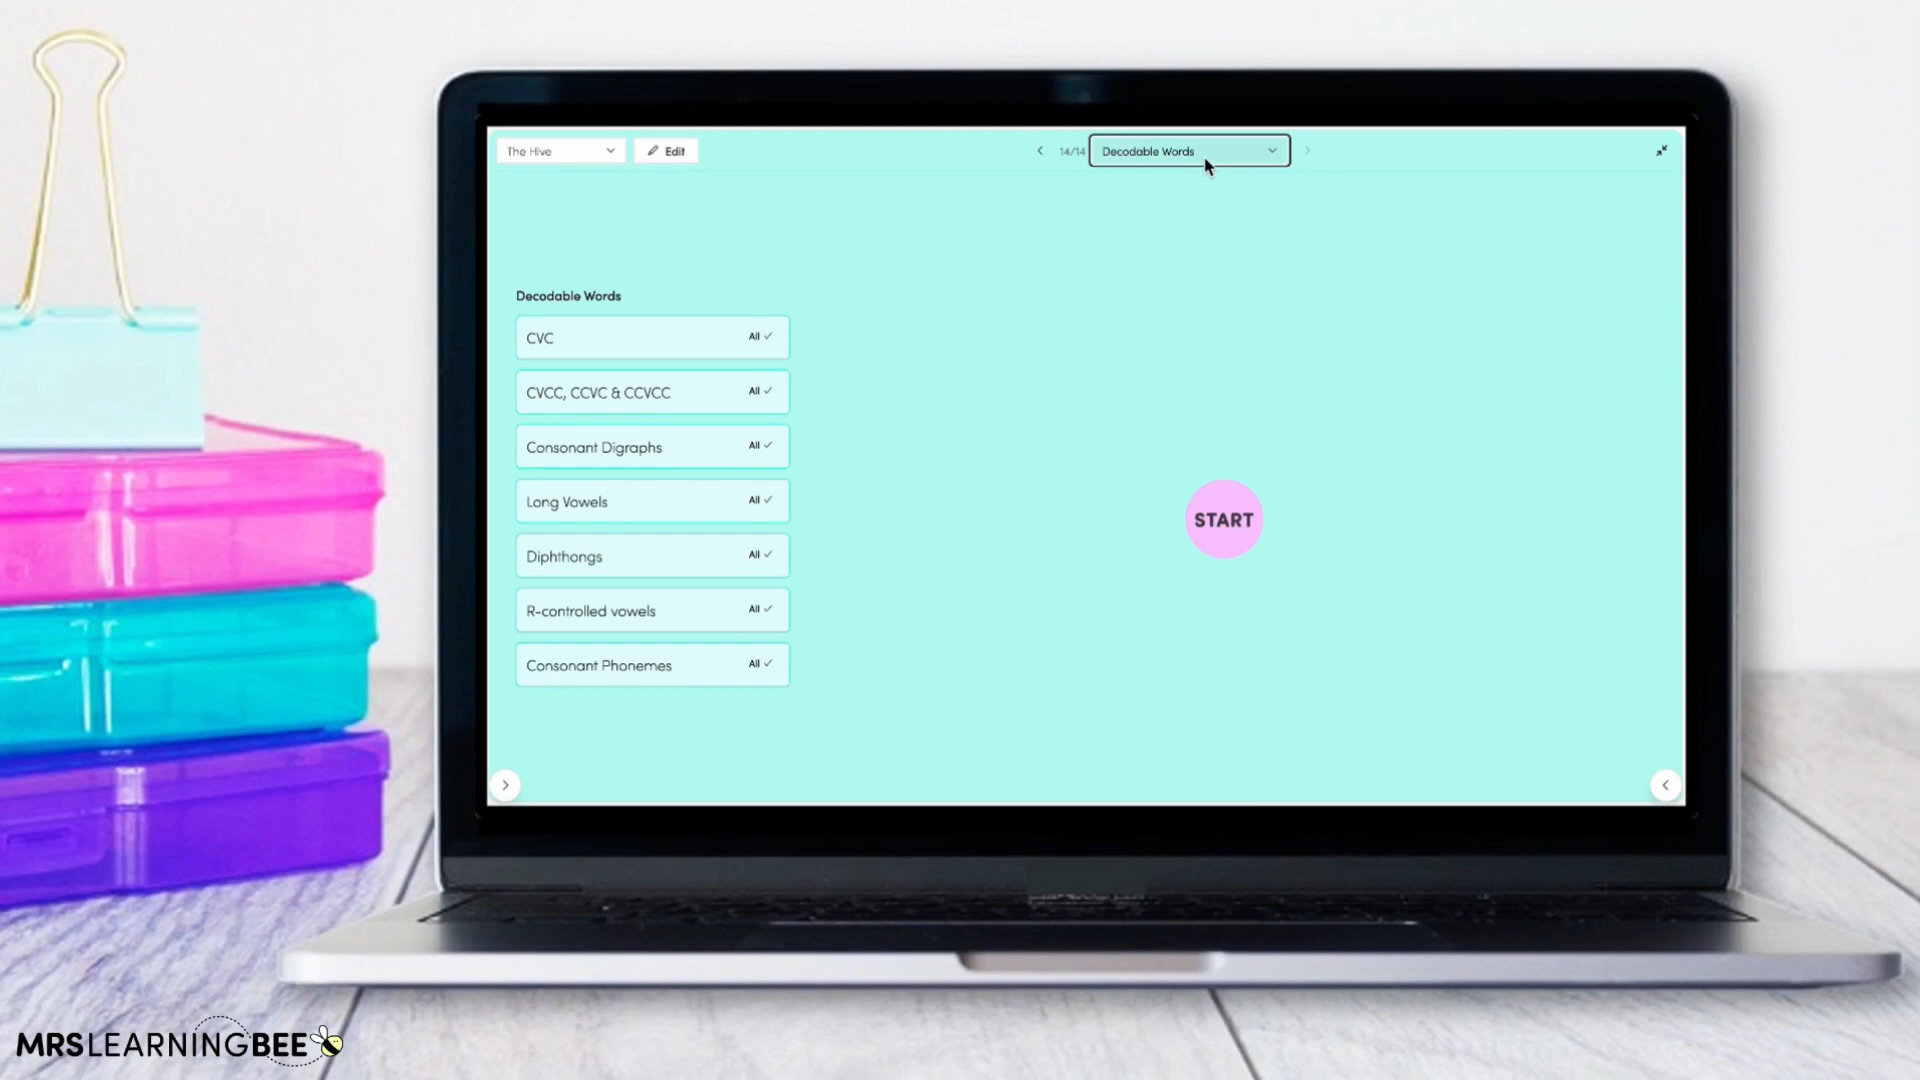 The Hive
Edit
14/14
Decodable Words
Decodable Words
CVC All
CVCC, CCVC & CCVCC All
Consonant Digraphs All
Long Vowels All
Diphthongs All
R-controlled vowels All
Consonant Phonemes All
START
MRSLEARNINGBEE